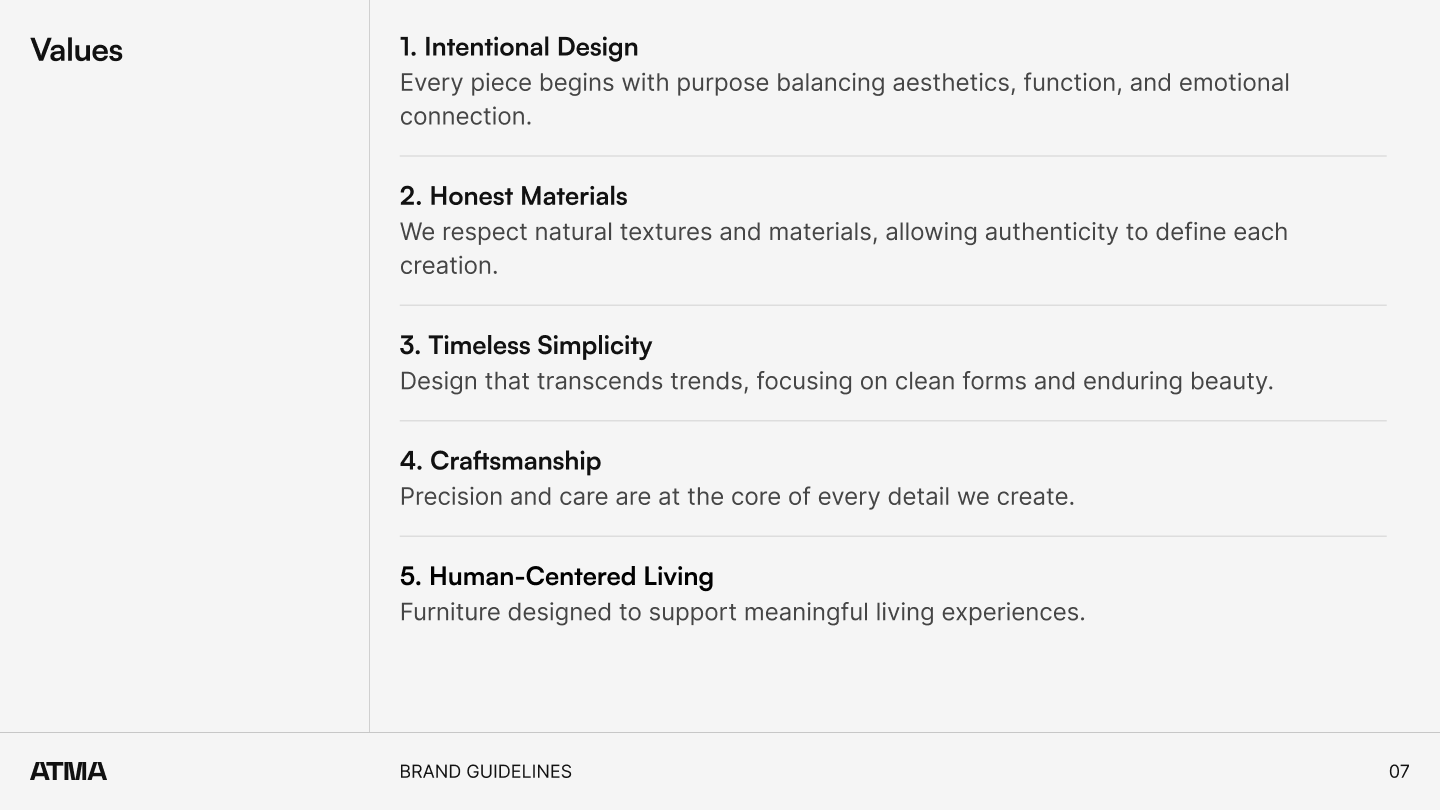 Values
1. Intentional Design
Every piece begins with purpose balancing aesthetics, function, and emotional
connection.
2. Honest Materials
We respect natural textures and materials, allowing authenticity to define each
creation.
3. Timeless Simplicity
Design that transcends trends, focusing on clean forms and enduring beauty.
4. Craftsmanship
Precision and care are at the core of every detail we create.
5. Human-Centered Living
Furniture designed to support meaningful living experiences.
ATMA
BRAND GUIDELINES
07